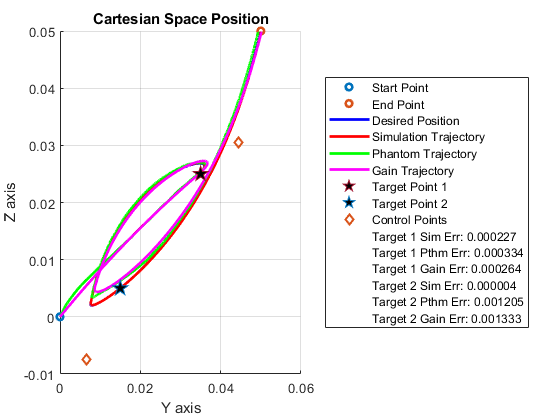 Cartesian Space Position
0.05
0.04
0.03
0.02
0.01
0
-0.01
Z axis
0
0.02
0.04
0.06
Y axis
Start Point
End Point
Desired Position
Simulation Trajectory
Phantom Trajectory
Gain Trajectory
Target Point 1
Target Point 2
Control Points
Target 1 Sim Err: 0.000227
Target 1 Pthm Err: 0.000334
Target 1 Gain Err: 0.000264
Target 2 Sim Err: 0.000004
Target 2 Pthm Err: 0.001205
Target 2 Gain Err: 0.001333